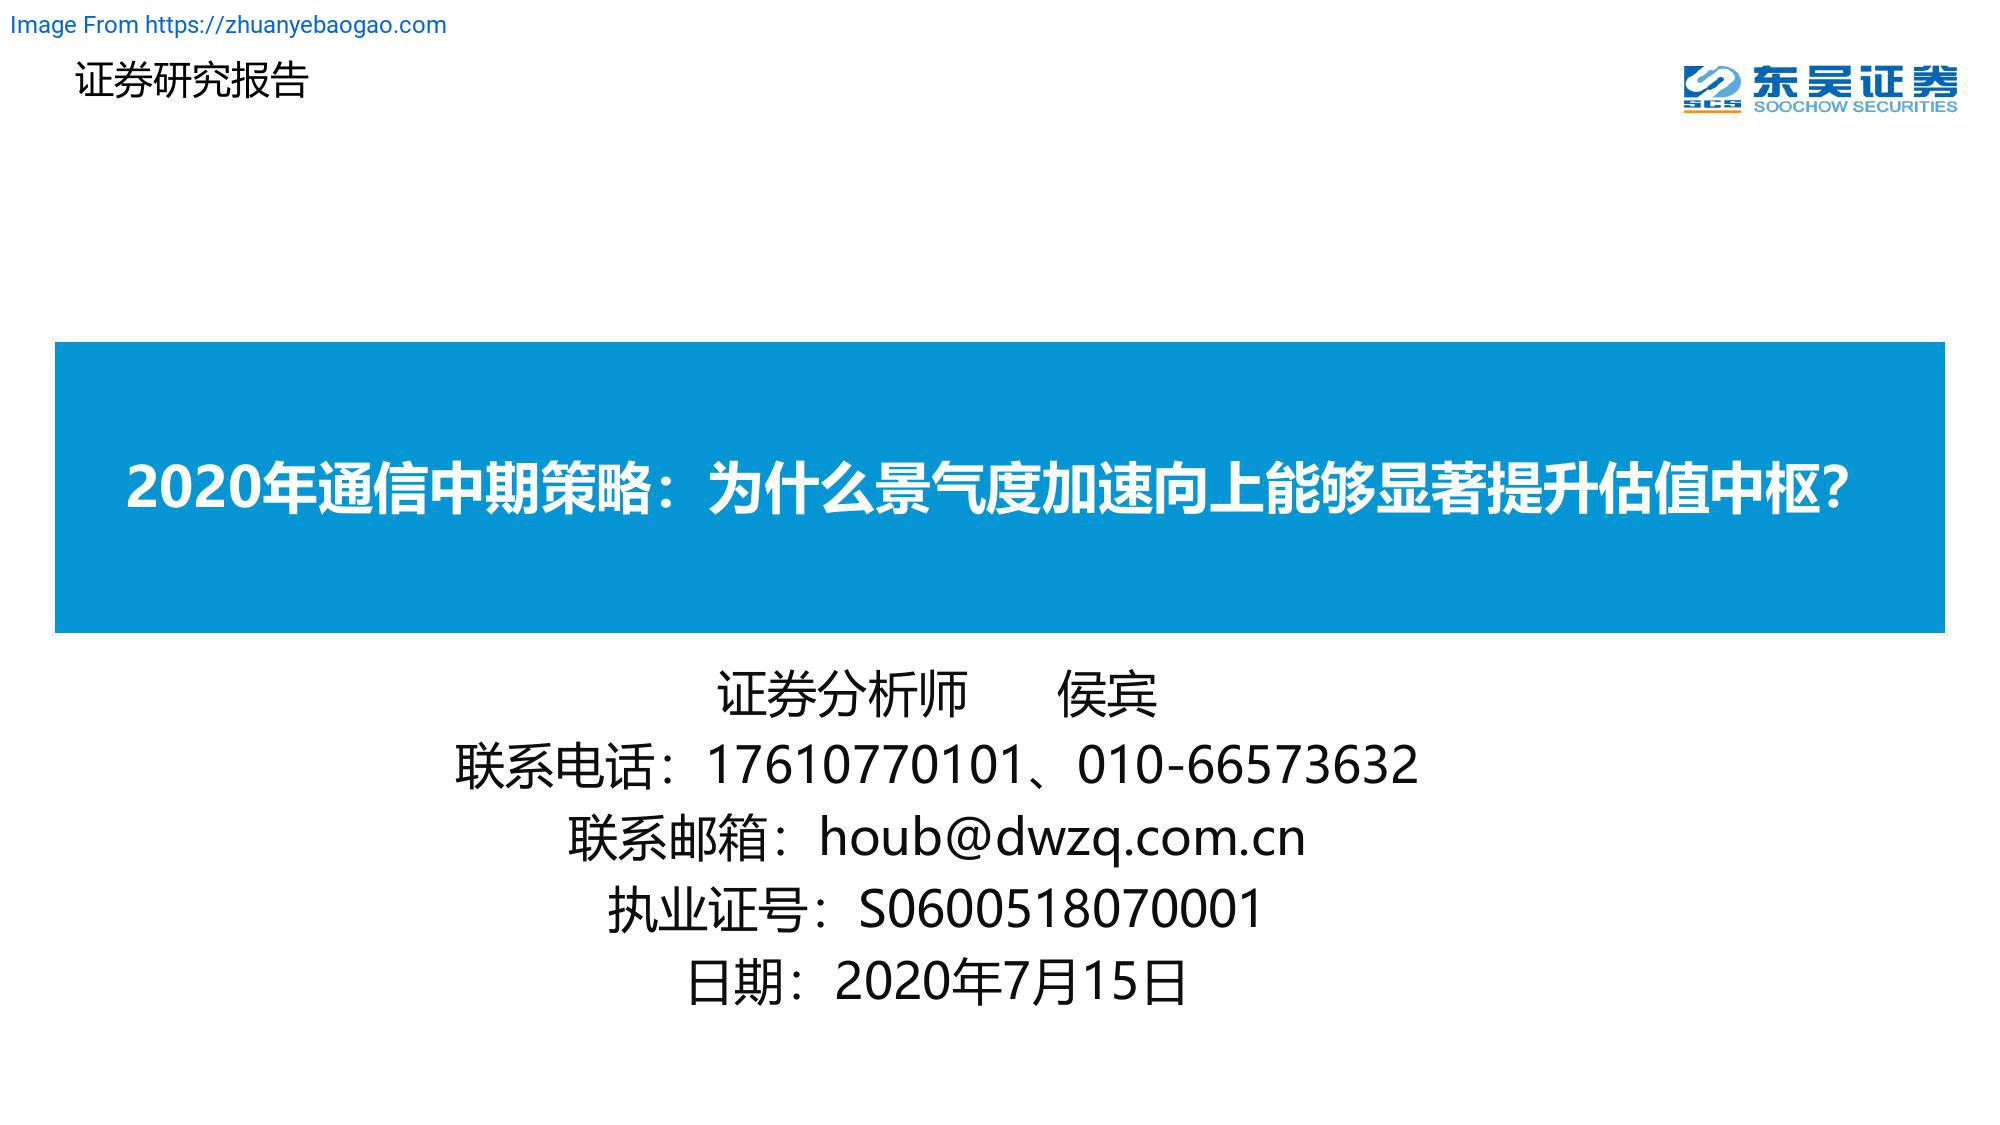 Image From https://zhuanyebaogao.com
证券研究报告
SCS
东吴证券
SOOCHOW SECURITIES
2020年通信中期策略：为什么景气度加速向上能够显著提升估值中枢？
证券分析师 侯宾
联系电话：17610770101、010-66573632
联系邮箱：houb@dwzq.com.cn
执业证号：S0600518070001
日期：2020年7月15日